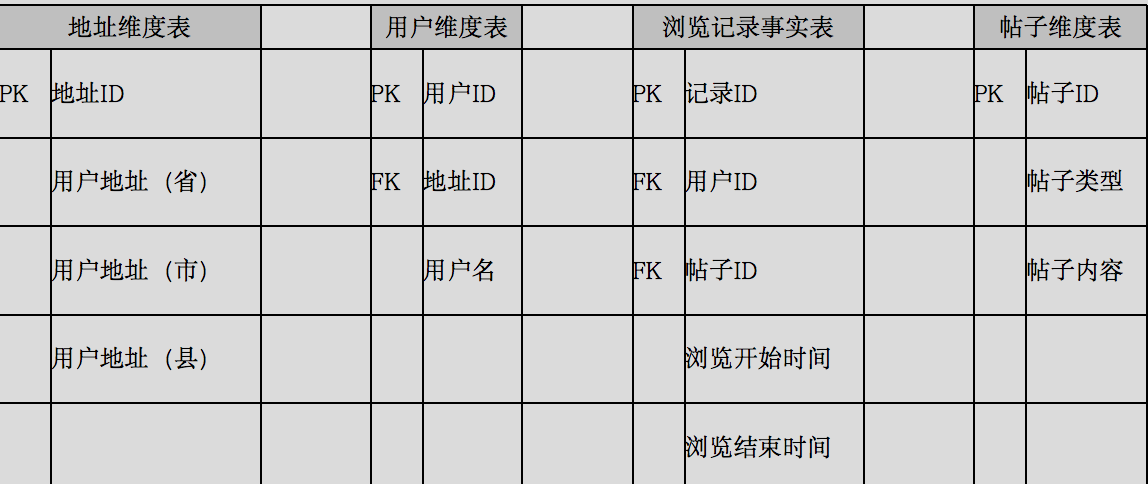 地址维度表 用户维度表 浏览记录事实表 帖子维度表
PK 地址ID PK 用户ID PK 记录ID PK 帖子ID
用户地址（省） FK 地址ID FK 用户ID 帖子类型
用户地址（市） 用户名 FK 帖子ID 帖子内容
用户地址（县） 浏览开始时间
浏览结束时间